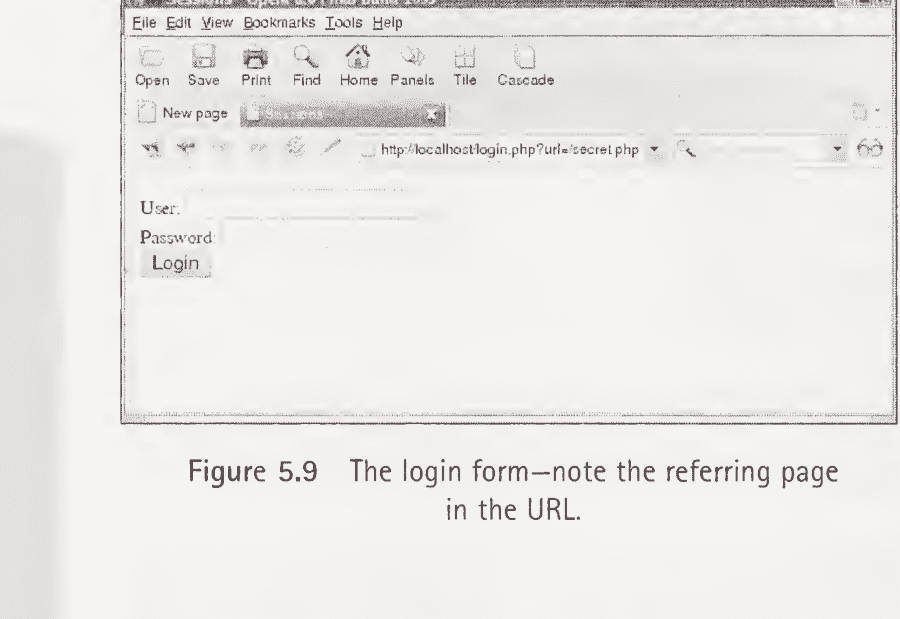 File Edit View Bookmarks Tools Help
Open Save Print Find Home Panels Tile Cascade
New page
http://localhost/login.php?url=/secret.php
User:
Password:
Login
Figure 5.9 The login form—note the referring page
in the URL.